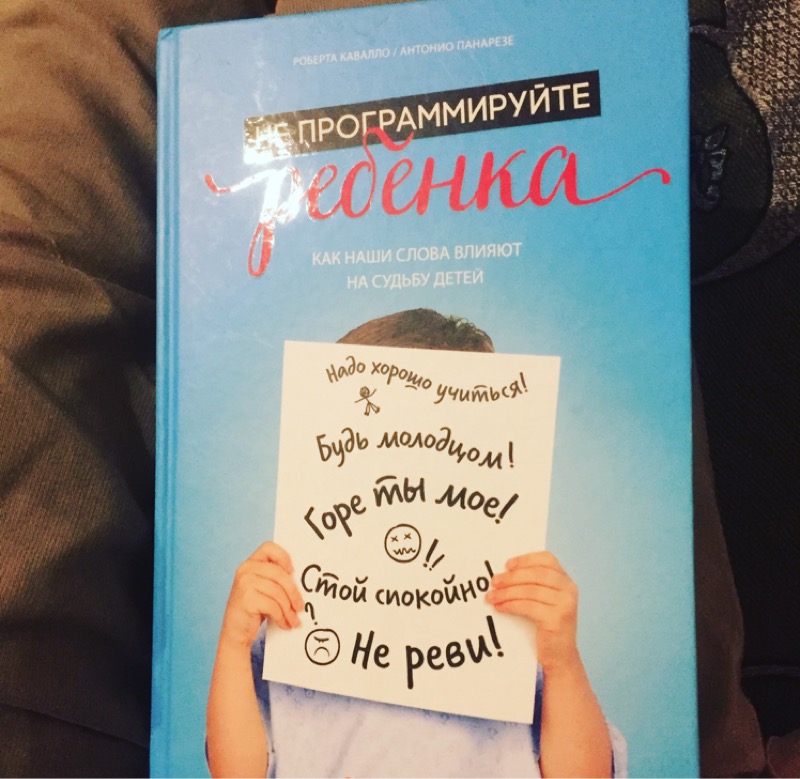 РОБЕРТА КАВАЛЛО / АНТОНИО ПАНАРЕЗЕ
НЕ ПРОГРАММИРУЙТЕ
ребёнка
КАК НАШИ СЛОВА ВЛИЯЮТ
НА СУДЬБУ ДЕТЕЙ
Надо хорошо учиться!
Будь молодцом!
Горе ты мое!
!!
Стой спокойно!
?
Не реви!